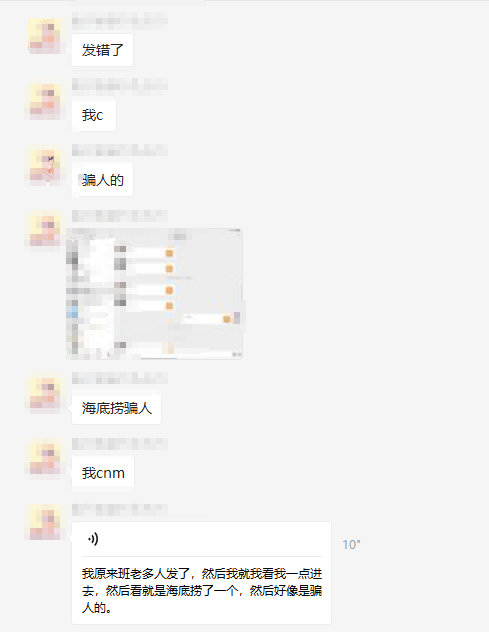 发错了
我c
骗人的
海底捞骗人
我cnm
10"
我原来班老多人发了，然后我就我看我一点进
去，然后看就是海底捞了一个，然后好像是骗
人的。